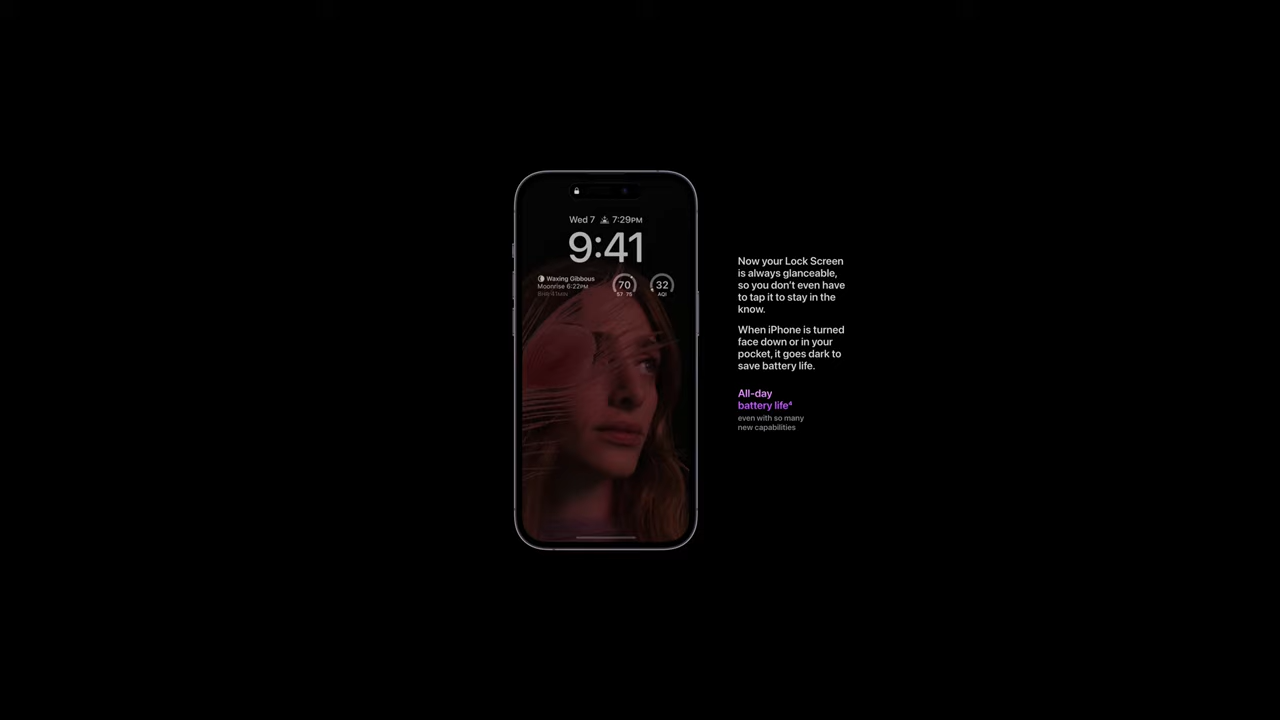 Wed 7 7:29PM
9:41
Waxing Gibbous
Moonrise 6:22PM
70
57 75
32
AQI
Now your Lock Screen
is always glanceable,
so you don't even have
to tap it to stay in the
know.
When iPhone is turned
face down or in your
pocket, it goes dark to
save battery life.
All-day
battery life⁴
even with so many
new capabilities